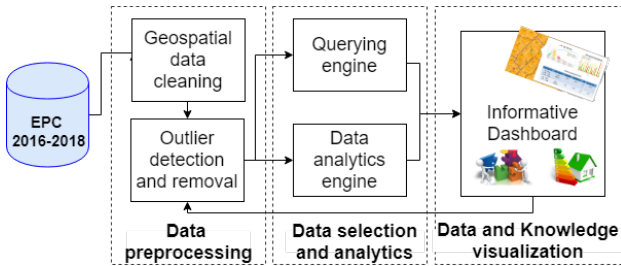 EPC
2016-2018
Geospatial
data
cleaning
Outlier
detection
and removal
Data
preprocessing
Querying
engine
Data
analytics
engine
Data selection
and analytics
Informative
Dashboard
Data and Knowledge
visualization